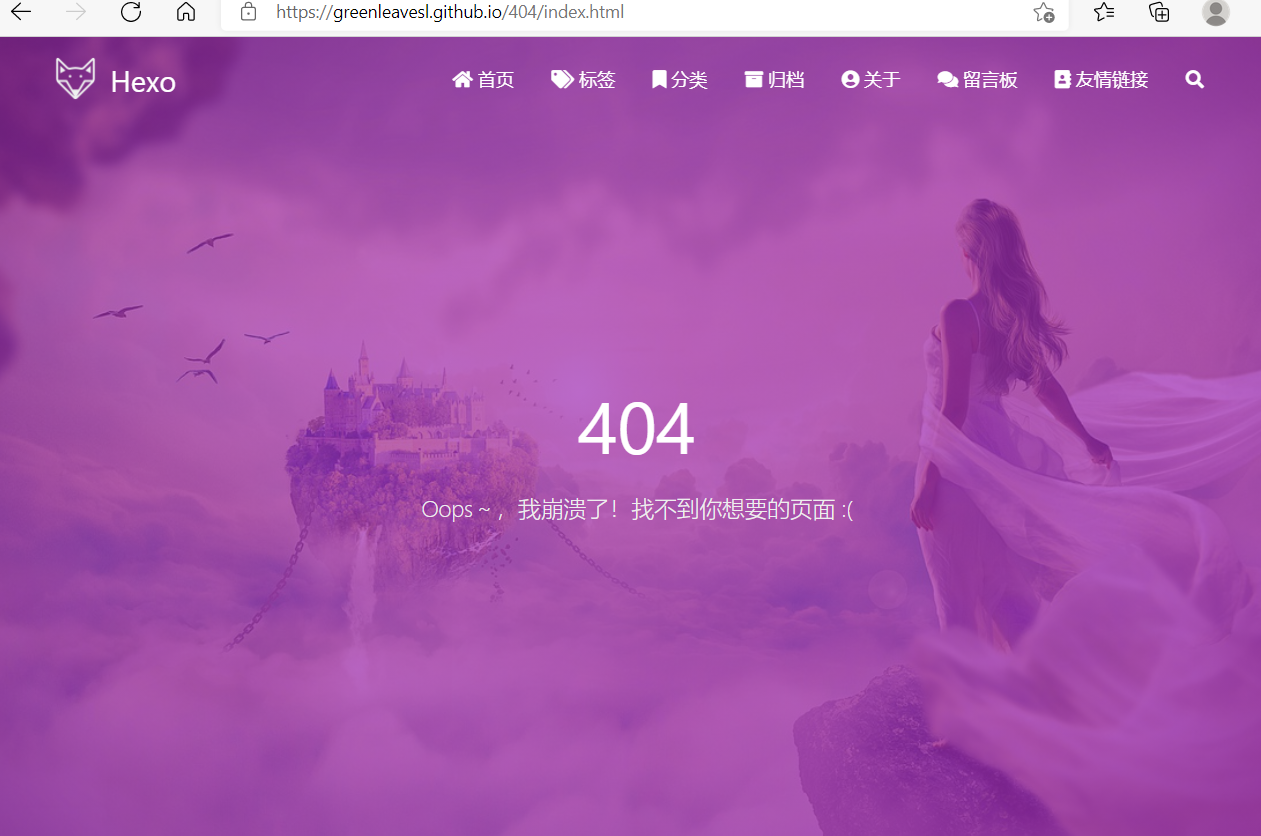 https://greenleavesl.github.io/404/index.html
Hexo 首页 标签 分类 归档 关于 留言板 友情链接
404
Oops ~ ，我崩溃了！找不到你想要的页面 :(